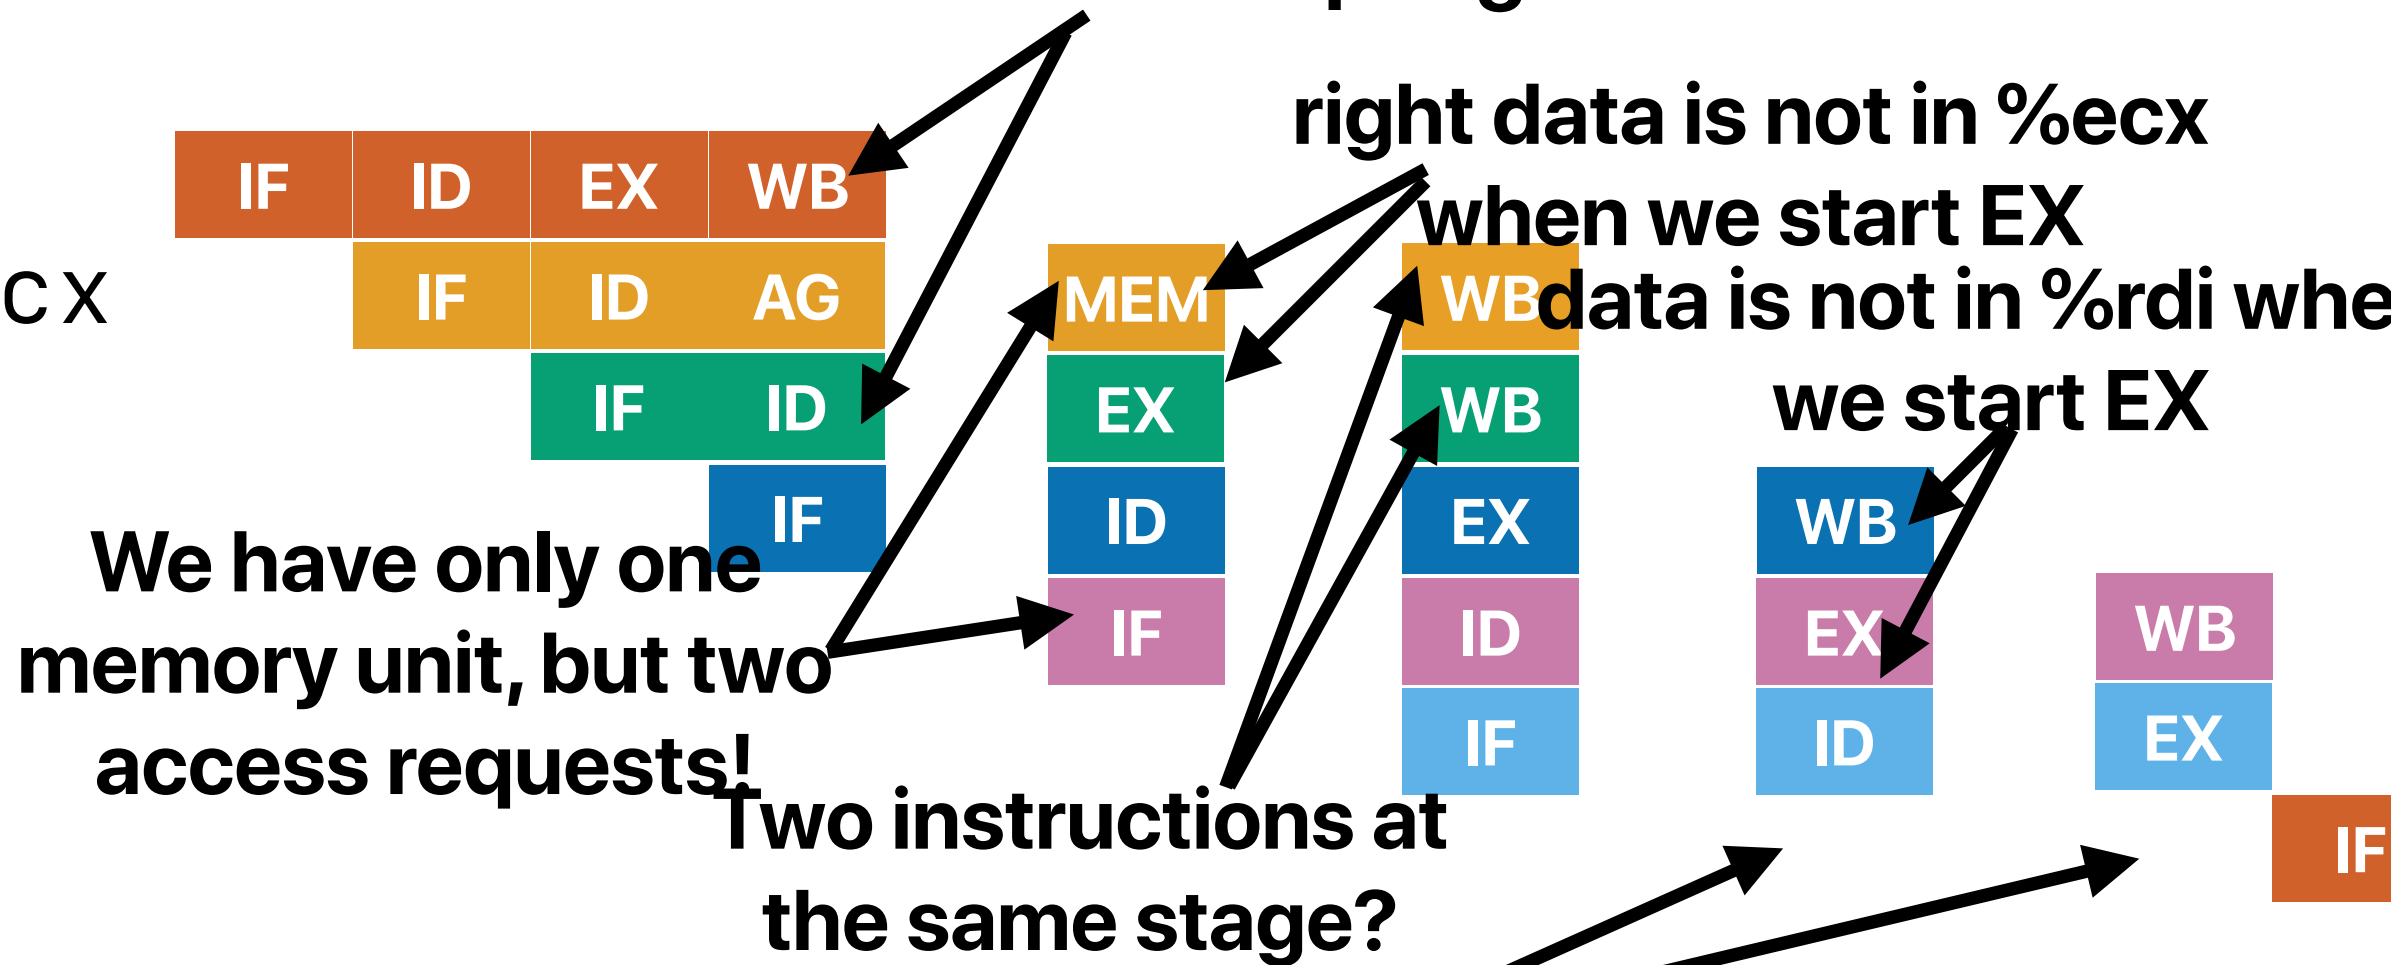 right data is not in %ecx
when we start EX
IF ID EX WB
cx
IF ID AG MEM WB
data is not in %rdi whe
we start EX
IF ID EX WB
IF ID EX WB
We have only one
memory unit, but two
access requests!
IF ID EX WB
IF ID EX
Two instructions at
the same stage?
IF